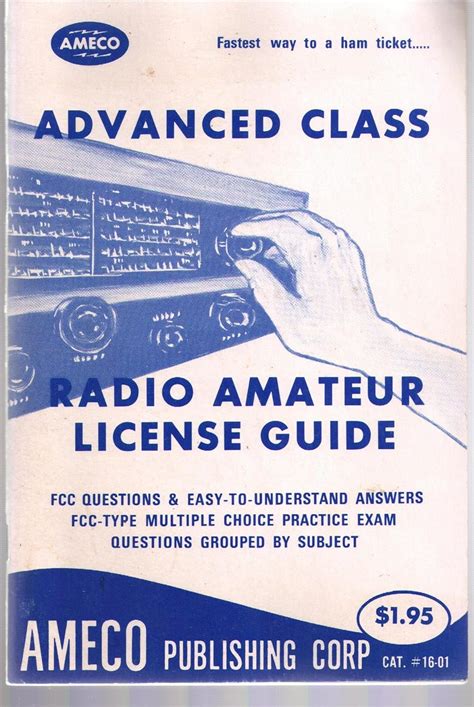 AMECO
Fastest way to a ham ticket.....
ADVANCED CLASS
RADIO AMATEUR
LICENSE GUIDE
FCC QUESTIONS & EASY-TO-UNDERSTAND ANSWERS
FCC-TYPE MULTIPLE CHOICE PRACTICE EXAM
QUESTIONS GROUPED BY SUBJECT
$1.95
AMECO PUBLISHING CORP CAT. #16-01